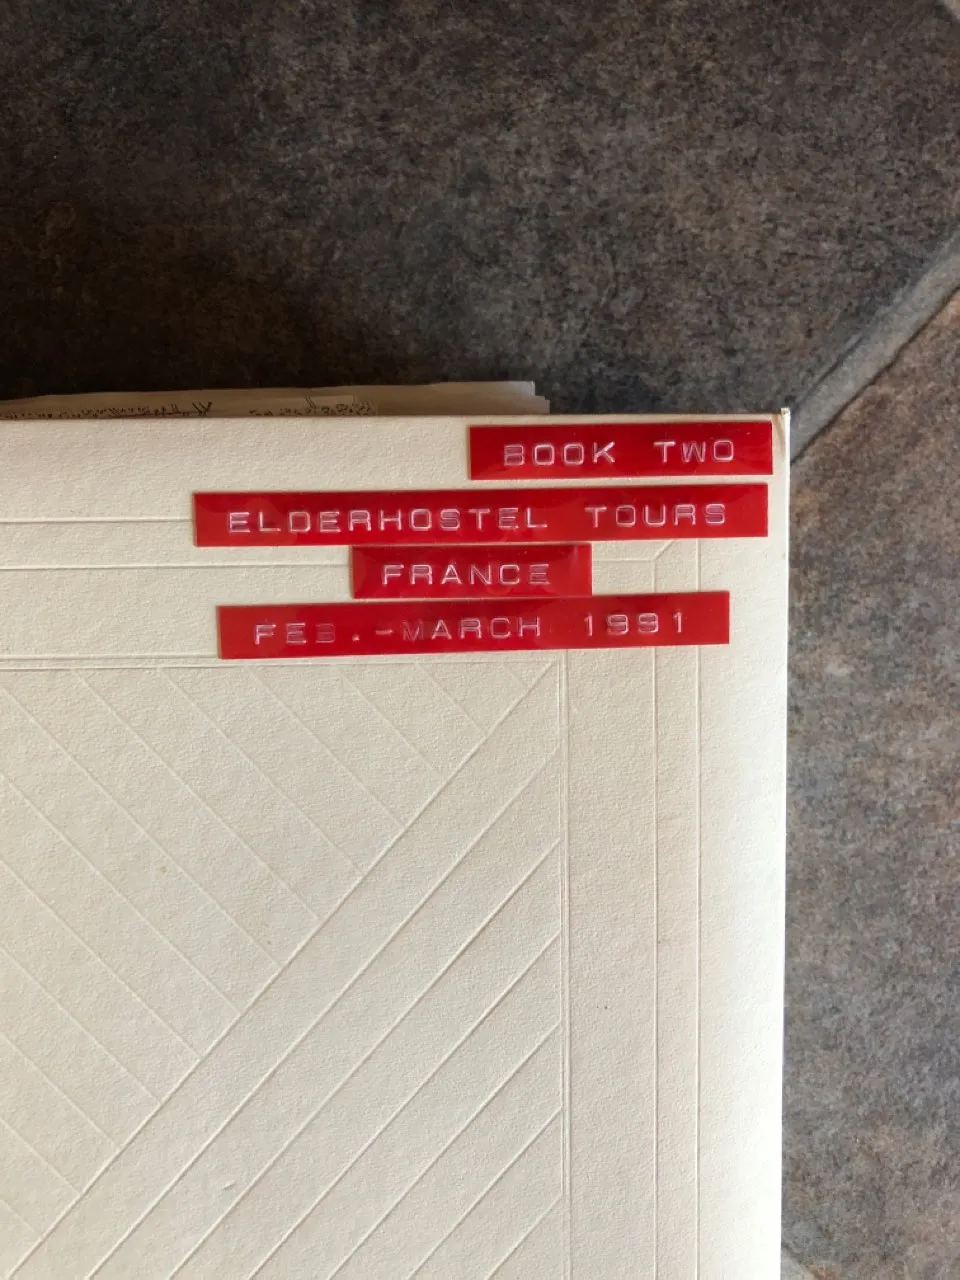 BOOK TWO
ELDERHOSTEL TOURS
FRANCE
FEB.-MARCH 1991